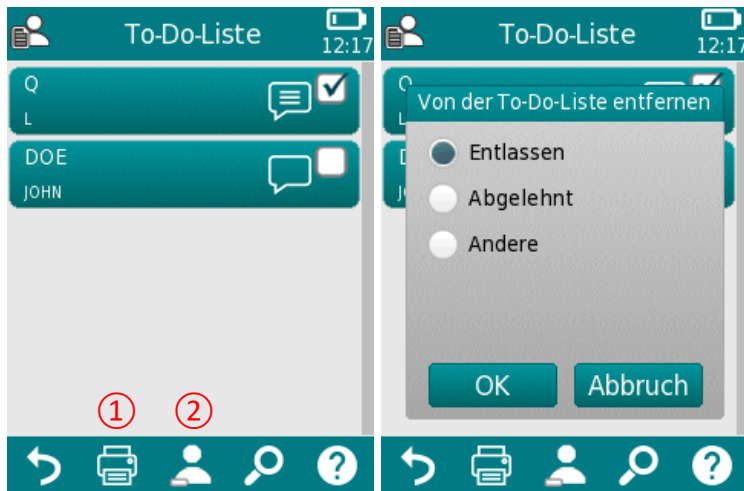 To-Do-Liste
12:17
Q
L
DOE
JOHN
①
②
?
To-Do-Liste
12:17
Q
Von der To-Do-Liste entfernen
Entlassen
Abgelehnt
Andere
OK
Abbruch
?